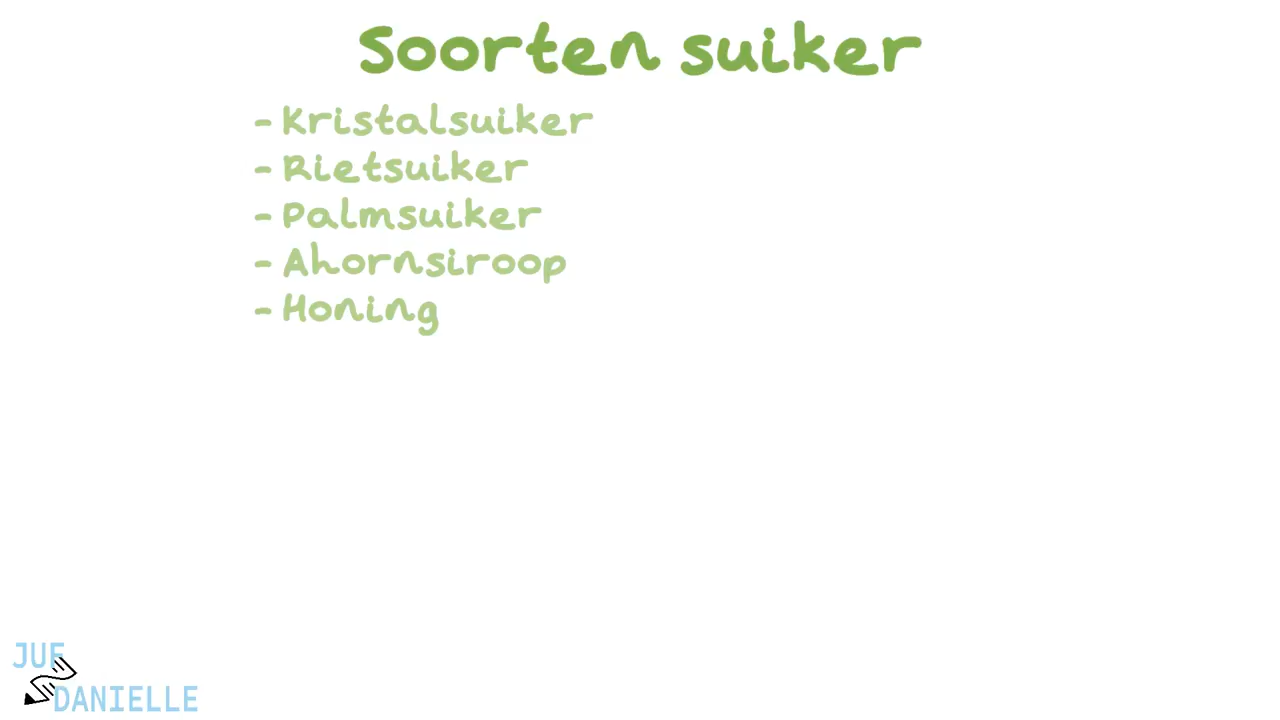 Soorten suiker
- Kristalsuiker
- Rietsuiker
- Palmsuiker
- Ahornsiroop
- Honing
JUF
DANIELLE